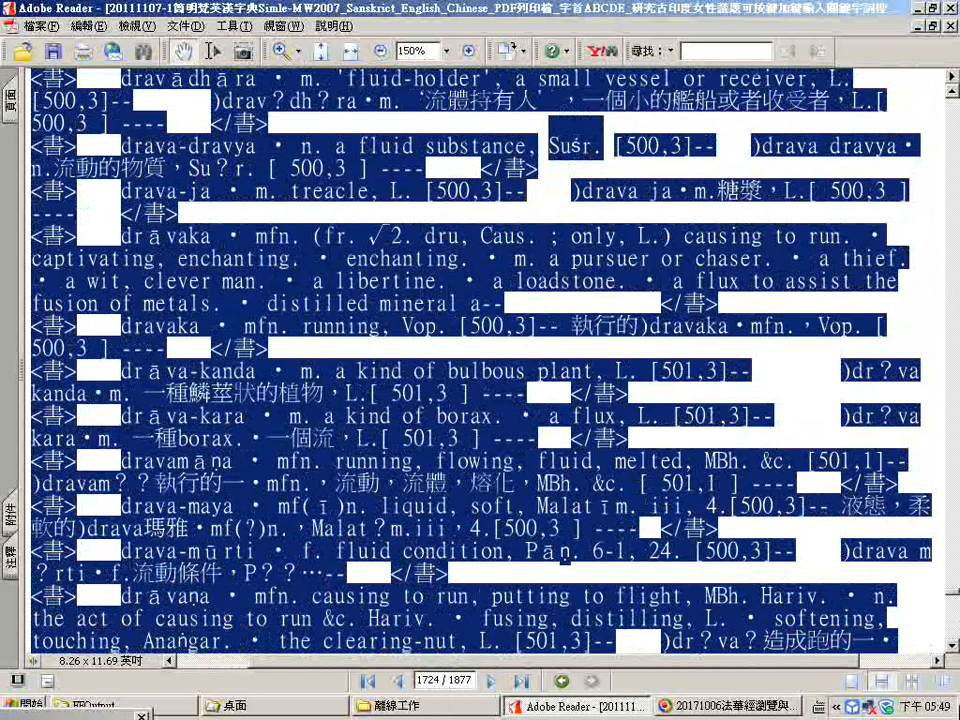 Adobe Reader - [20111107-1簡明梵英漢字典Simle-MW2007_Sanskrict_English_Chinese_PDF列印檔_字首ABCDE_研究古印度女性議題可按鍵加鍵輸入關鍵字詞搜
檔案(F) 編輯(E) 檢視(V) 文件(D) 工具(T) 視窗(W) 說明(H)
150% 尋找：
頁面
附件
注釋
<書> dravādhāra • m. 'fluid-holder', a small vessel or receiver, L.
[500,3]-- )drav?dh?ra•m.‘流體持有人’，一個小的艦船或者收受者，L.[
500,3 ] ---- </書>
<書> drava-dravya • n. a fluid substance, Suśr. [500,3]-- )drava dravya•
n.流動的物質，Su?r. [ 500,3 ] ---- </書>
<書> drava-ja • m. treacle, L. [500,3]-- )drava ja•m.糖漿，L.[ 500,3 ]
---- </書>
<書> drāvaka • mfn. (fr. √2. dru, Caus. ; only, L.) causing to run. •
captivating, enchanting. • enchanting. • m. a pursuer or chaser. • a thief.
• a wit, clever man. • a libertine. • a loadstone. • a flux to assist the
fusion of metals. • distilled mineral a-- </書>
<書> dravaka • mfn. running, Vop. [500,3]-- 執行的)dravaka•mfn.，Vop. [
500,3 ] ---- </書>
<書> drāva-kanda • m. a kind of bulbous plant, L. [501,3]-- )dr?va
kanda•m. 一種鱗莖狀的植物，L.[ 501,3 ] ---- </書>
<書> drāva-kara • m. a kind of borax. • a flux, L. [501,3]-- )dr?va
kara•m. 一種borax.•一個流，L.[ 501,3 ] ---- </書>
<書> dravamāṇa • mfn. running, flowing, fluid, melted, MBh. &c. [501,1]--
)dravam??執行的一•mfn.，流動，流體，熔化，MBh. &c. [ 501,1 ] ---- </書>
<書> drava-maya • mf(ī)n. liquid, soft, Malatīm. iii, 4.[500,3]-- 液態，柔
軟的)drava瑪雅•mf(?)n.，Malat?m.iii，4.[500,3 ] ---- </書>
<書> drava-mūrti • f. fluid condition, Pāṇ. 6-1, 24. [500,3]-- )drava m
?rti•f.流動條件，P??…-- </書>
<書> drāvaṇa • mfn. causing to run, putting to flight, MBh. Hariv. • n.
the act of causing to run &c. Hariv. • fusing, distilling, L. • softening,
touching, Anaṅgar. • the clearing-nut, L. [501,3]-- )dr?va?造成跑的一•
8.26 x 11.69 英吋
1724 / 1877
開始 桌面 離線工作 Adobe Reader - [201111... 20171006法華經瀏覽與... 下午 05:49